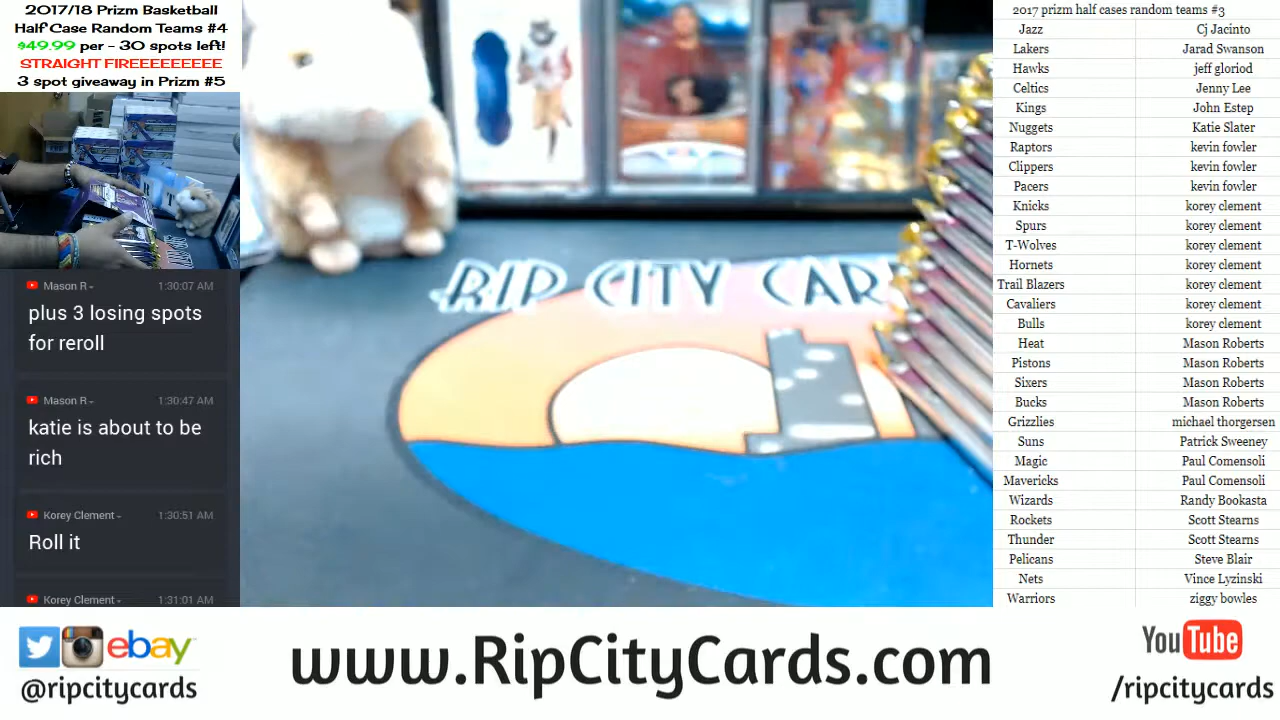 2017/18 Prizm Basketball
Half Case Random Teams #4
$49.99 per - 30 spots left!
STRAIGHT FIREEEEEEEEE
3 spot giveaway in Prizm #5
Mason R 1:30:07 AM
plus 3 losing spots
for reroll
Mason R 1:30:47 AM
katie is about to be
rich
Korey Clement 1:30:51 AM
Roll it
Korey Clement 1:31:01 AM
RIP CITY CAR
2017 prizm half cases random teams #3
Jazz Cj Jacinto
Lakers Jarad Swanson
Hawks jeff gloriod
Celtics Jenny Lee
Kings John Estep
Nuggets Katie Slater
Raptors kevin fowler
Clippers kevin fowler
Pacers kevin fowler
Knicks korey clement
Spurs korey clement
T-Wolves korey clement
Hornets korey clement
Trail Blazers korey clement
Cavaliers korey clement
Bulls korey clement
Heat Mason Roberts
Pistons Mason Roberts
Sixers Mason Roberts
Bucks Mason Roberts
Grizzlies michael thorgersen
Suns Patrick Sweeney
Magic Paul Comensoli
Mavericks Paul Comensoli
Wizards Randy Bookasta
Rockets Scott Stearns
Thunder Scott Stearns
Pelicans Steve Blair
Nets Vince Lyzinski
Warriors ziggy bowles
ebay
@ripcitycards
www.RipCityCards.com
YouTube
/ripcitycards